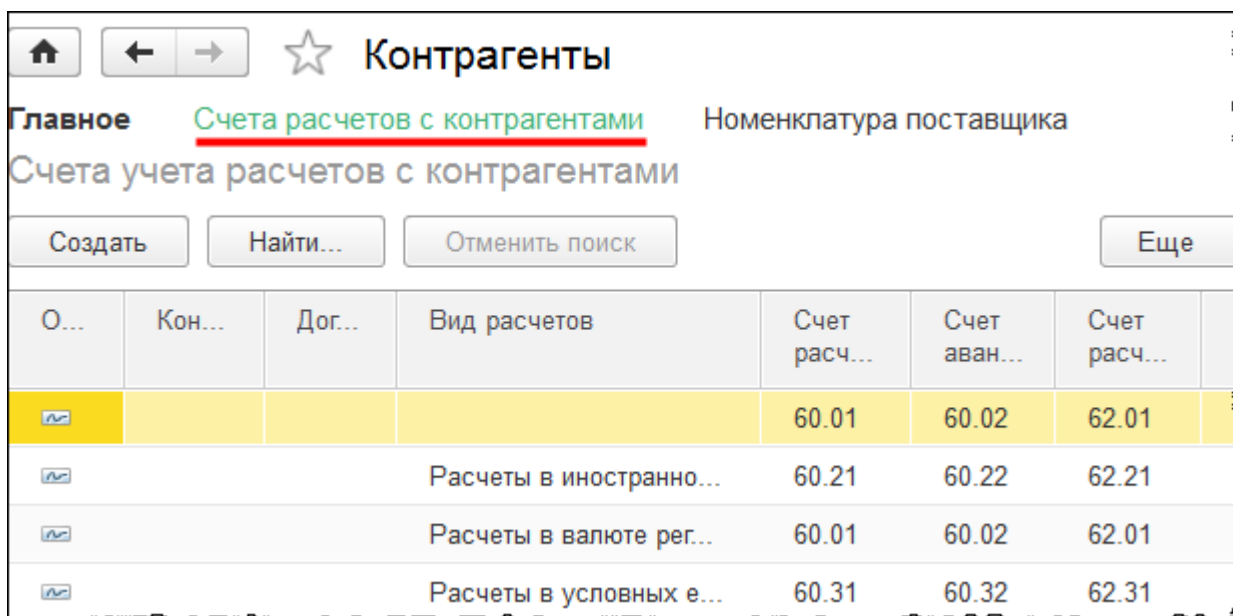 Контрагенты
Главное Счета расчетов с контрагентами Номенклатура поставщика
Счета учета расчетов с контрагентами
Создать Найти... Отменить поиск Еще
О... Кон... Дог... Вид расчетов Счет расч... Счет аван... Счет расч...
60.01 60.02 62.01
Расчеты в иностранно... 60.21 60.22 62.21
Расчеты в валюте рег... 60.01 60.02 62.01
Расчеты в условных е... 60.31 60.32 62.31